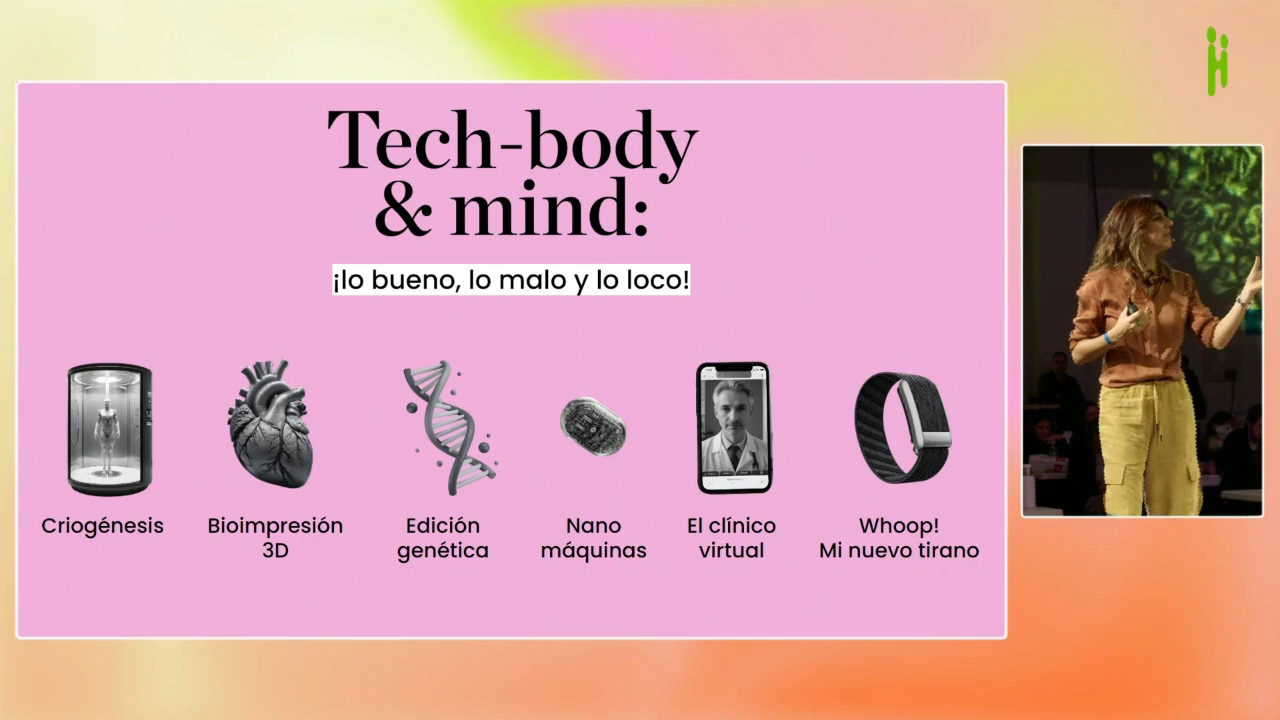 Tech-body
& mind:
¡lo bueno, lo malo y lo loco!
Criogénesis
Bioimpresión
3D
Edición
genética
Nano
máquinas
El clínico
virtual
Whoop!
Mi nuevo tirano